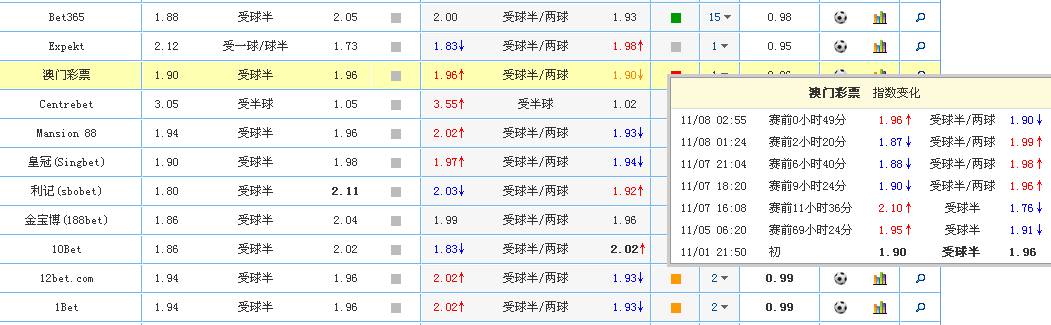 Bet365 1.88 受球半 2.05 2.00 受球半/两球 1.93 15 0.98
Expekt 2.12 受一球/球半 1.73 1.83↓ 受球半/两球 1.98↑ 1 0.95
澳门彩票 1.90 受球半 1.96 1.96↑ 受球半/两球 1.90↓
澳门彩票 指数变化
Centrebet 3.05 受半球 1.05 3.55↑ 受半球 1.02
11/08 02:55 赛前0小时49分 1.96↑ 受球半/两球 1.90↓
Mansion 88 1.94 受球半 1.96 2.02↑ 受球半/两球 1.93↓
11/08 01:24 赛前2小时20分 1.87↓ 受球半/两球 1.99↑
皇冠(Singbet) 1.90 受球半 1.98 1.97↑ 受球半/两球 1.94↓
11/07 21:04 赛前6小时40分 1.88↓ 受球半/两球 1.98↑
利记(sbobet) 1.80 受球半 2.11 2.03↓ 受球半/两球 1.92↑
11/07 18:20 赛前9小时24分 1.90↓ 受球半/两球 1.96↑
11/07 16:08 赛前11小时36分 2.10↑ 受球半 1.76↓
金宝博(188bet) 1.86 受球半 2.04 1.99 受球半/两球 1.96
11/05 06:20 赛前69小时24分 1.95↑ 受球半 1.91↓
10Bet 1.86 受球半 2.02 1.83↓ 受球半/两球 2.02↑
11/01 21:50 初 1.90 受球半 1.96
12bet.com 1.94 受球半 1.96 2.02↑ 受球半/两球 1.93↓ 2 0.99
1Bet 1.94 受球半 1.96 2.02↑ 受球半/两球 1.93↓ 2 0.99